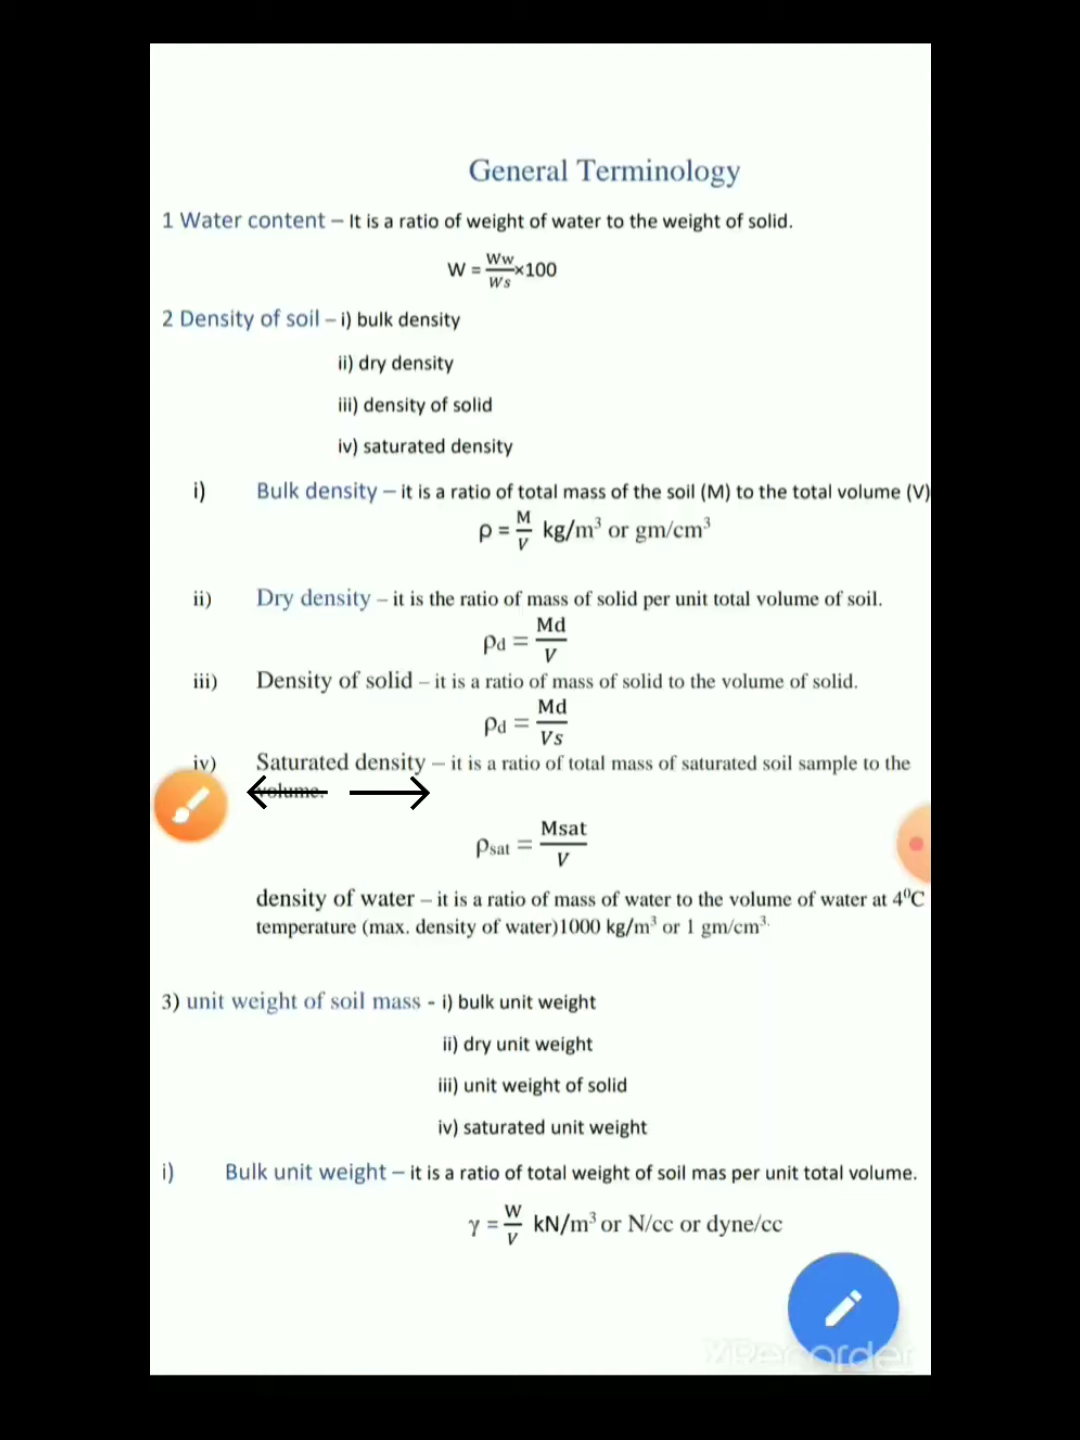 General Terminology
1 Water content – It is a ratio of weight of water to the weight of solid.
W = Ww/Ws ×100
2 Density of soil – i) bulk density
ii) dry density
iii) density of solid
iv) saturated density
i) Bulk density – it is a ratio of total mass of the soil (M) to the total volume (V)
ρ = M/V kg/m³ or gm/cm³
ii) Dry density – it is the ratio of mass of solid per unit total volume of soil.
ρd = Md/V
iii) Density of solid – it is a ratio of mass of solid to the volume of solid.
ρd = Md/Vs
iv) Saturated density – it is a ratio of total mass of saturated soil sample to the
volume.
ρsat = Msat/V
density of water – it is a ratio of mass of water to the volume of water at 4⁰C
temperature (max. density of water)1000 kg/m³ or 1 gm/cm³.
3) unit weight of soil mass - i) bulk unit weight
ii) dry unit weight
iii) unit weight of solid
iv) saturated unit weight
i) Bulk unit weight – it is a ratio of total weight of soil mas per unit total volume.
γ = W/V kN/m³ or N/cc or dyne/cc
XRecorder